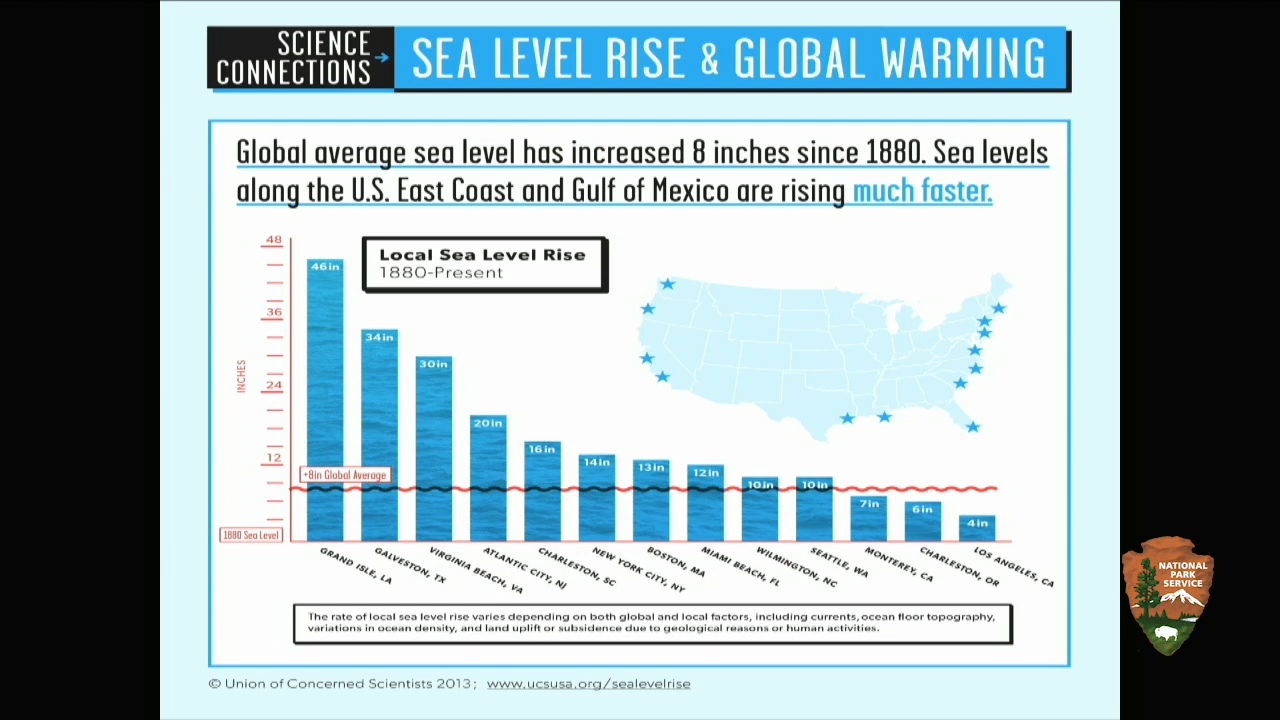 SCIENCE
CONNECTIONS
SEA LEVEL RISE & GLOBAL WARMING
Global average sea level has increased 8 inches since 1880. Sea levels
along the U.S. East Coast and Gulf of Mexico are rising much faster.
Local Sea Level Rise
1880-Present
48
36
24
12
INCHES
46in
34in
30in
20in
16in
14in
13in
12in
10in
10in
7in
6in
4in
+8in Global Average
1880 Sea Level
GRAND ISLE, LA
GALVESTON, TX
VIRGINIA BEACH, VA
ATLANTIC CITY, NJ
CHARLESTON, SC
NEW YORK CITY, NY
BOSTON, MA
MIAMI BEACH, FL
WILMINGTON, NC
SEATTLE, WA
MONTEREY, CA
CHARLESTON, OR
LOS ANGELES, CA
The rate of local sea level rise varies depending on both global and local factors, including currents, ocean floor topography,
variations in ocean density, and land uplift or subsidence due to geological reasons or human activities.
© Union of Concerned Scientists 2013; www.ucsusa.org/sealevelrise
NATIONAL
PARK
SERVICE